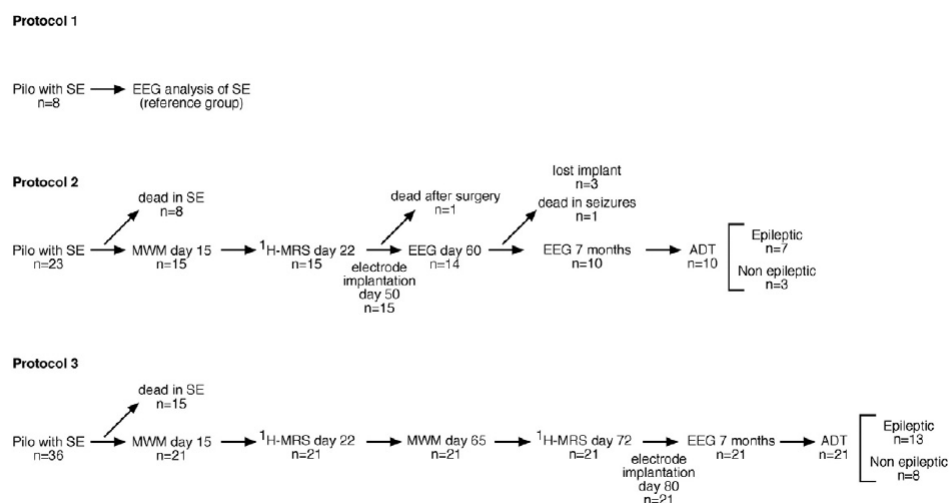 Protocol 1
Pilo with SE
n=8
EEG analysis of SE
(reference group)
Protocol 2
Pilo with SE
n=23
dead in SE
n=8
MWM day 15
n=15
1H-MRS day 22
n=15
electrode
implantation
day 50
n=15
dead after surgery
n=1
EEG day 60
n=14
lost implant
n=3
dead in seizures
n=1
EEG 7 months
n=10
ADT
n=10
Epileptic
n=7
Non epileptic
n=3
Protocol 3
Pilo with SE
n=36
dead in SE
n=15
MWM day 15
n=21
1H-MRS day 22
n=21
MWM day 65
n=21
1H-MRS day 72
n=21
electrode
implantation
day 80
n=21
EEG 7 months
n=21
ADT
n=21
Epileptic
n=13
Non epileptic
n=8